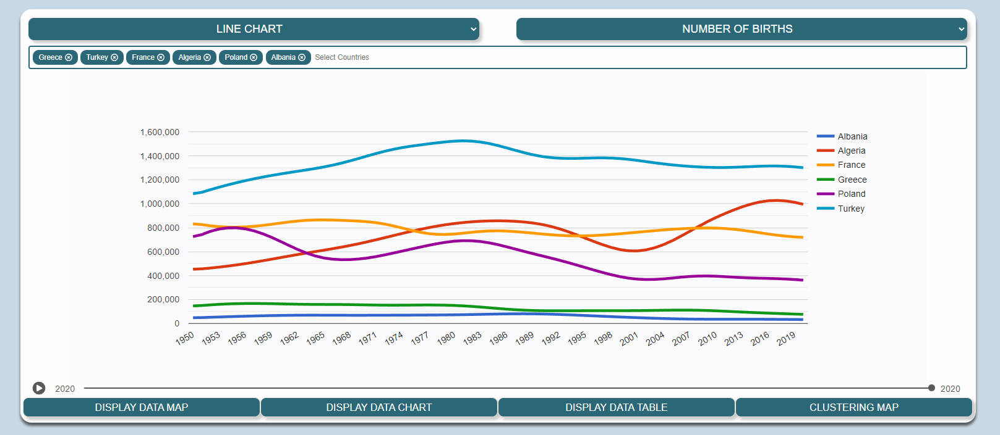 LINE CHART
NUMBER OF BIRTHS
Greece Turkey France Algeria Poland Albania Select Countries
1,600,000
1,400,000
1,200,000
1,000,000
800,000
600,000
400,000
200,000
0
1950 1953 1956 1959 1962 1965 1968 1971 1974 1977 1980 1983 1986 1989 1992 1995 1998 2001 2004 2007 2010 2013 2016 2019
Albania
Algeria
France
Greece
Poland
Turkey
2020 2020
DISPLAY DATA MAP DISPLAY DATA CHART DISPLAY DATA TABLE CLUSTERING MAP